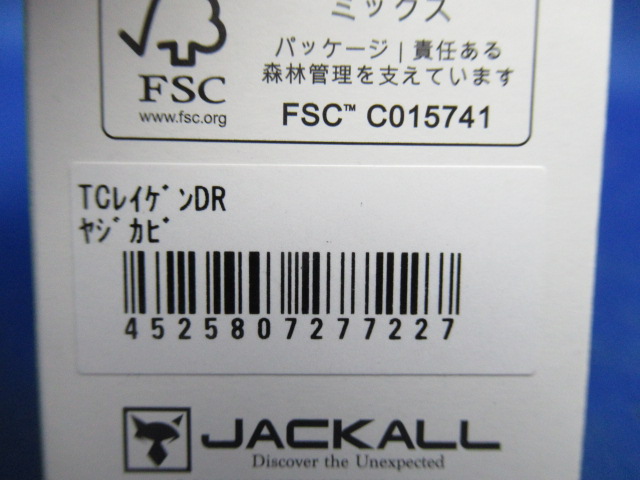 ミックス
パッケージ | 責任ある
森林管理を支えています
FSC
www.fsc.org
FSC™ C015741
TCﾚｲｹﾞﾝDR
ﾔｼﾞｶﾋﾞ
4525807277227
JACKALL
Discover the Unexpected